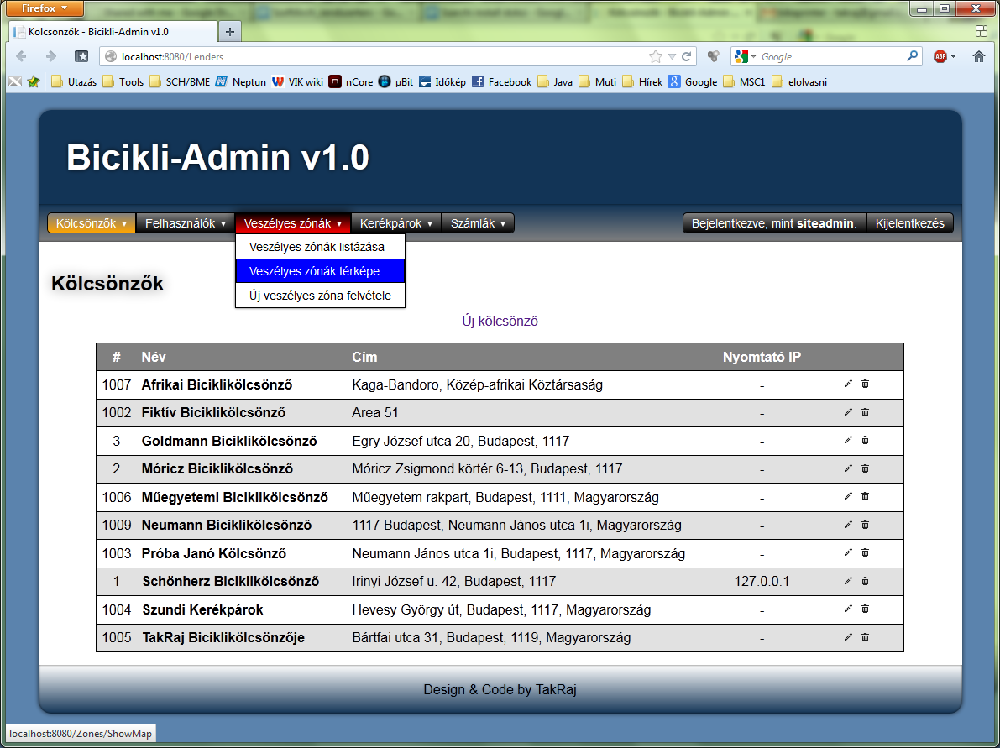 Firefox
Kölcsönzők - Bicikli-Admin v1.0
localhost:8080/Lenders
Google
ABP
Utazás Tools SCH/BME Neptun VIK wiki nCore µBit Időkép Facebook Java Muti Hírek Google MSC1 elolvasni
Bicikli-Admin v1.0
Kölcsönzők ▼ Felhasználók ▼ Veszélyes zónák ▼ Kerékpárok ▼ Számlák ▼ Bejelentkezve, mint siteadmin. Kijelentkezés
Veszélyes zónák listázása
Veszélyes zónák térképe
Új veszélyes zóna felvétele
Kölcsönzők
Új kölcsönző
# Név Cím Nyomtató IP
1007 Afrikai Biciklikölcsönző Kaga-Bandoro, Közép-afrikai Köztársaság -
1002 Fiktív Biciklikölcsönző Area 51 -
3 Goldmann Biciklikölcsönző Egry József utca 20, Budapest, 1117 -
2 Móricz Biciklikölcsönző Móricz Zsigmond körtér 6-13, Budapest, 1117 -
1006 Műegyetemi Biciklikölcsönző Műegyetem rakpart, Budapest, 1111, Magyarország -
1009 Neumann Biciklikölcsönző 1117 Budapest, Neumann János utca 1i, Magyarország -
1003 Próba Janó Kölcsönző Neumann János utca 1i, Budapest, 1117, Magyarország -
1 Schönherz Biciklikölcsönző Irinyi József u. 42, Budapest, 1117 127.0.0.1
1004 Szundi Kerékpárok Hevesy György út, Budapest, 1117, Magyarország -
1005 TakRaj Biciklikölcsönzője Bártfai utca 31, Budapest, 1119, Magyarország -
Design & Code by TakRaj
localhost:8080/Zones/ShowMap